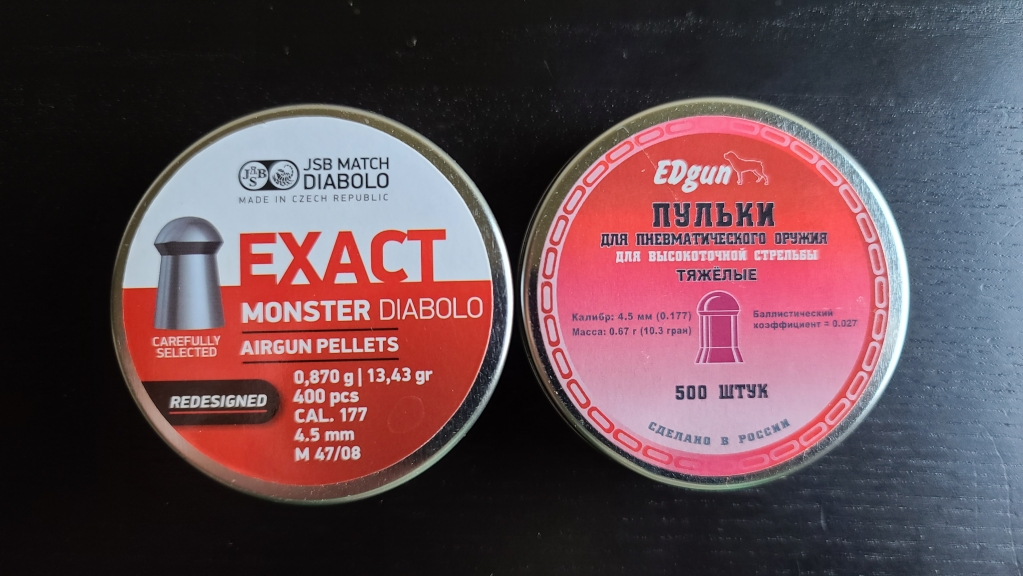 JSB
JSB MATCH
DIABOLO
MADE IN CZECH REPUBLIC
EXACT
MONSTER DIABOLO
AIRGUN PELLETS
CAREFULLY
SELECTED
REDESIGNED
0,870 g | 13,43 gr
400 pcs
CAL. 177
4.5 mm
M 47/08
EDgun
ПУЛЬКИ
ДЛЯ ПНЕВМАТИЧЕСКОГО ОРУЖИЯ
ДЛЯ ВЫСОКОТОЧНОЙ СТРЕЛЬБЫ
ТЯЖЁЛЫЕ
Калибр: 4.5 мм (0.177)
Масса: 0.67 г (10.3 гран)
Баллистический
коэффициент = 0.027
500 ШТУК
СДЕЛАНО В РОССИИ